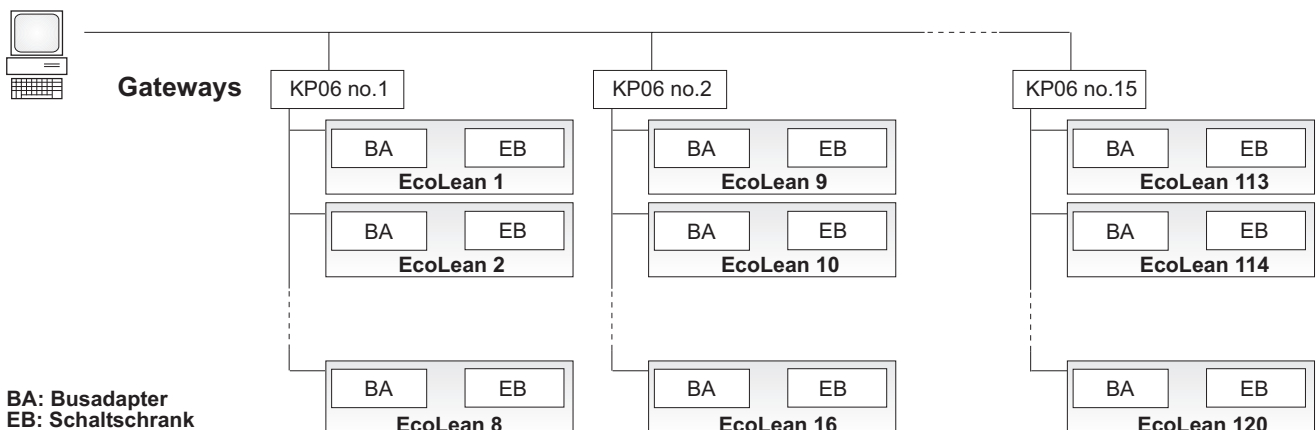 Gateways
KP06 no.1
KP06 no.2
KP06 no.15
BA EB BA EB BA EB
EcoLean 1 EcoLean 9 EcoLean 113
BA EB BA EB BA EB
EcoLean 2 EcoLean 10 EcoLean 114
BA EB BA EB BA EB
EcoLean 8 EcoLean 16 EcoLean 120
BA: Busadapter
EB: Schaltschrank